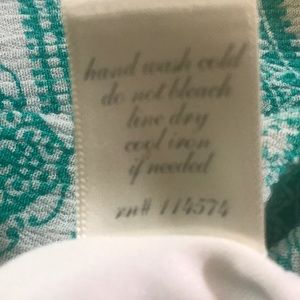 hand wash cold
do not bleach
line dry
cool iron
if needed
rn# 114574